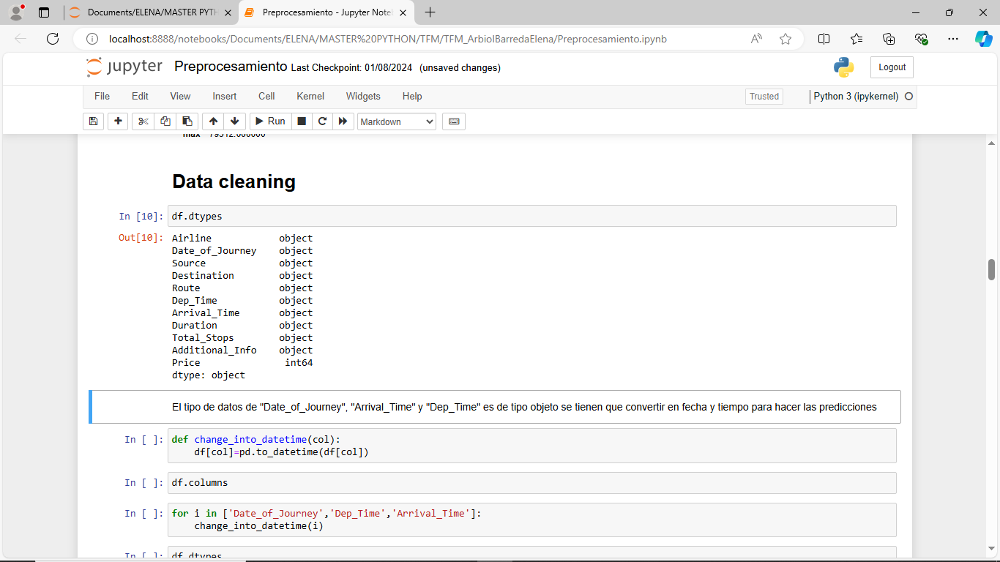 Documents/ELENA/MASTER PYTH
Preprocesamiento - Jupyter Note
localhost:8888/notebooks/Documents/ELENA/MASTER%20PYTHON/TFM/TFM_ArbiolBarredaElena/Preprocesamiento.ipynb
jupyter Preprocesamiento Last Checkpoint: 01/08/2024 (unsaved changes)
Logout
File Edit View Insert Cell Kernel Widgets Help
Trusted
Python 3 (ipykernel)
Run
Markdown
max 79512.000000
Data cleaning
In [10]: df.dtypes
Out[10]: Airline object
Date_of_Journey object
Source object
Destination object
Route object
Dep_Time object
Arrival_Time object
Duration object
Total_Stops object
Additional_Info object
Price int64
dtype: object
El tipo de datos de "Date_of_Journey", "Arrival_Time" y "Dep_Time" es de tipo objeto se tienen que convertir en fecha y tiempo para hacer las predicciones
In [ ]: def change_into_datetime(col):
df[col]=pd.to_datetime(df[col])
In [ ]: df.columns
In [ ]: for i in ['Date_of_Journey','Dep_Time','Arrival_Time']:
change_into_datetime(i)
In [ ]: df.dtypes